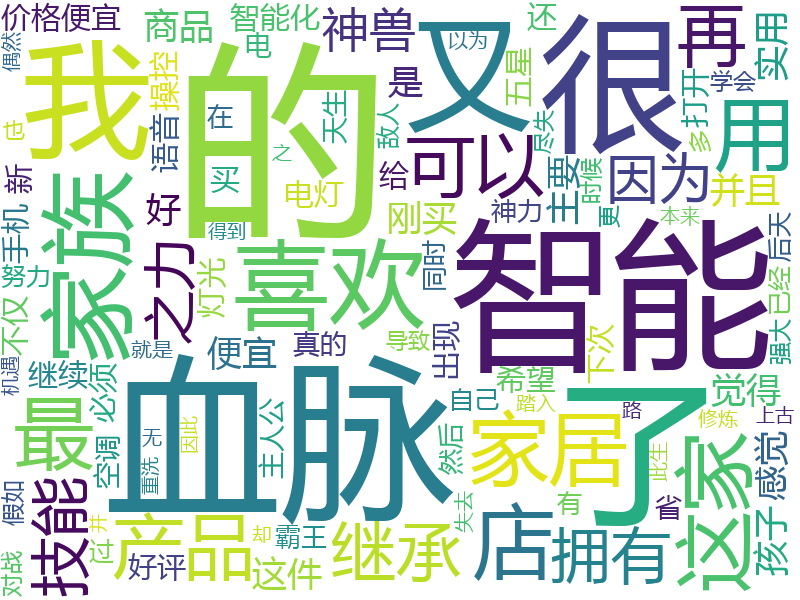 价格便宜
偶然
商品
智能化
电
神兽
以为
还
再
实用
我
的
又
很
操控
语音
在
天生
敌人
是
五星
多
打开
学会
用
包
新
手机
努力
家族
之力
好
买
之
电灯
得到
给
可以
刚买
神力
尽失
主要
时候
更
因为
并且
本来
后天
已经
强大
灯光
喜欢
同时
智能
不仅
机遇
继续
就是
便宜
真的
导致
出现
下次
最
必须
血脉
希望
自己
踏入
了
路
觉得
修炼
上古
假如
技能
空调
无
重洗
因此
主人公
然后
失去
家居
此生
这家
感觉
省
有
孩子
对战
过
井
产品
好评
却
霸王
这件
继承
店
拥有